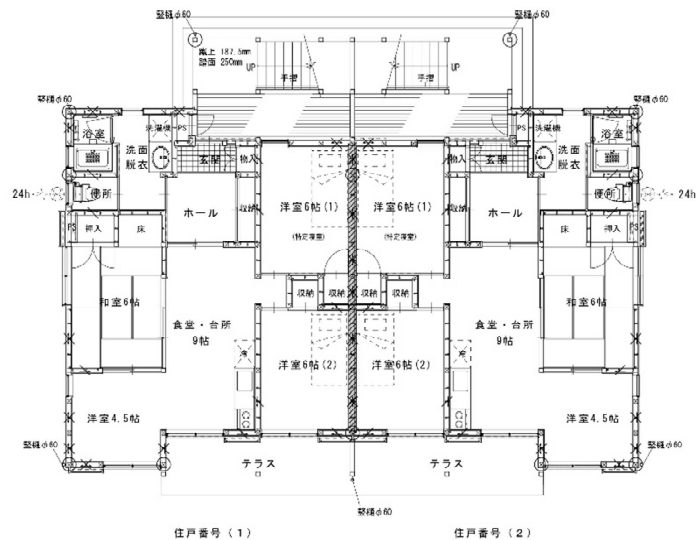 竪樋φ60
竪樋φ60
蹴上 187.5mm
踏面 250mm
UP
UP
手摺
手摺
竪樋φ60
竪樋φ60
浴室
洗濯機
PS
PS
洗濯機
浴室
洗面
脱衣
玄関
物入
物入
玄関
洗面
脱衣
24h
便所
ホール
収納
洋室6帖(1)
洋室6帖(1)
収納
ホール
便所
24h
PS
押入
床
(特定寝室)
(特定寝室)
床
押入
PS
和室6帖
収納
収納
収納
収納
和室6帖
食堂・台所
9帖
食堂・台所
9帖
冷
冷
洋室6帖(2)
洋室6帖(2)
洋室4.5帖
洋室4.5帖
竪樋φ60
竪樋φ60
テラス
テラス
竪樋φ60
住戸番号(1)
住戸番号(2)